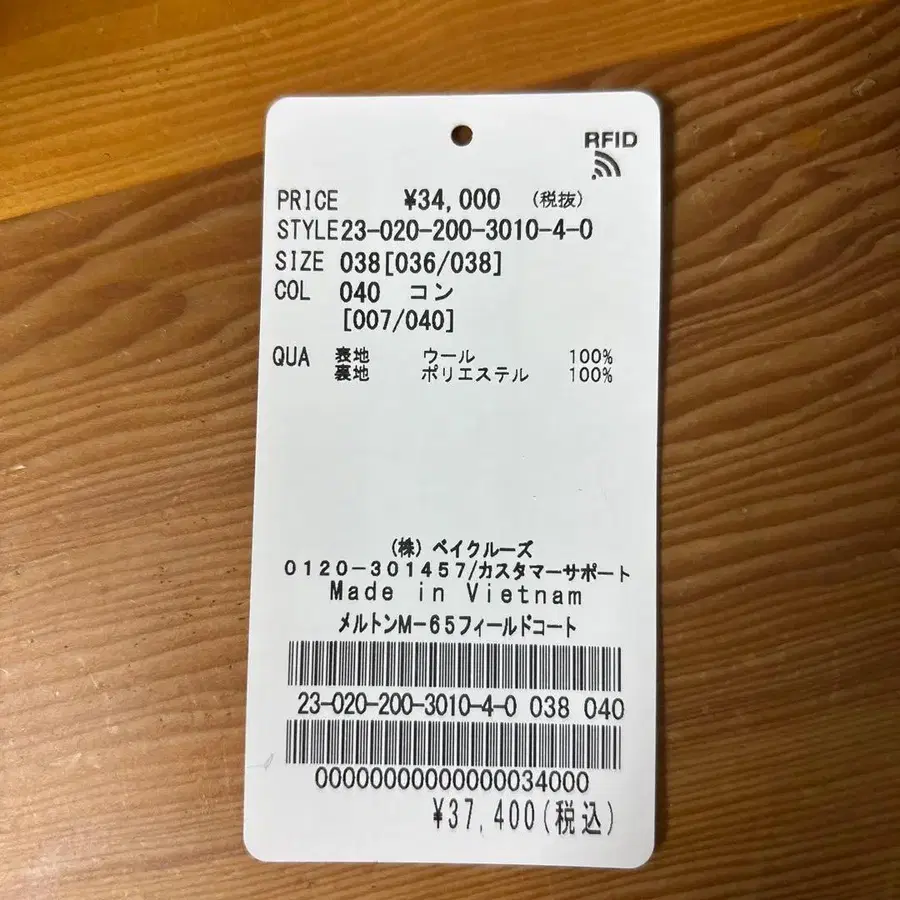 RFID
PRICE ¥34,000 (税抜)
STYLE23-020-200-3010-4-0
SIZE 038[036/038]
COL 040 コン
[007/040]
QUA 表地 ウール 100%
裏地 ポリエステル 100%
(株) ベイクルーズ
0120-301457/カスタマーサポート
Made in Vietnam
メルトンM-65フィールドコート
23-020-200-3010-4-0 038 040
00000000000000034000
¥37,400(税込)